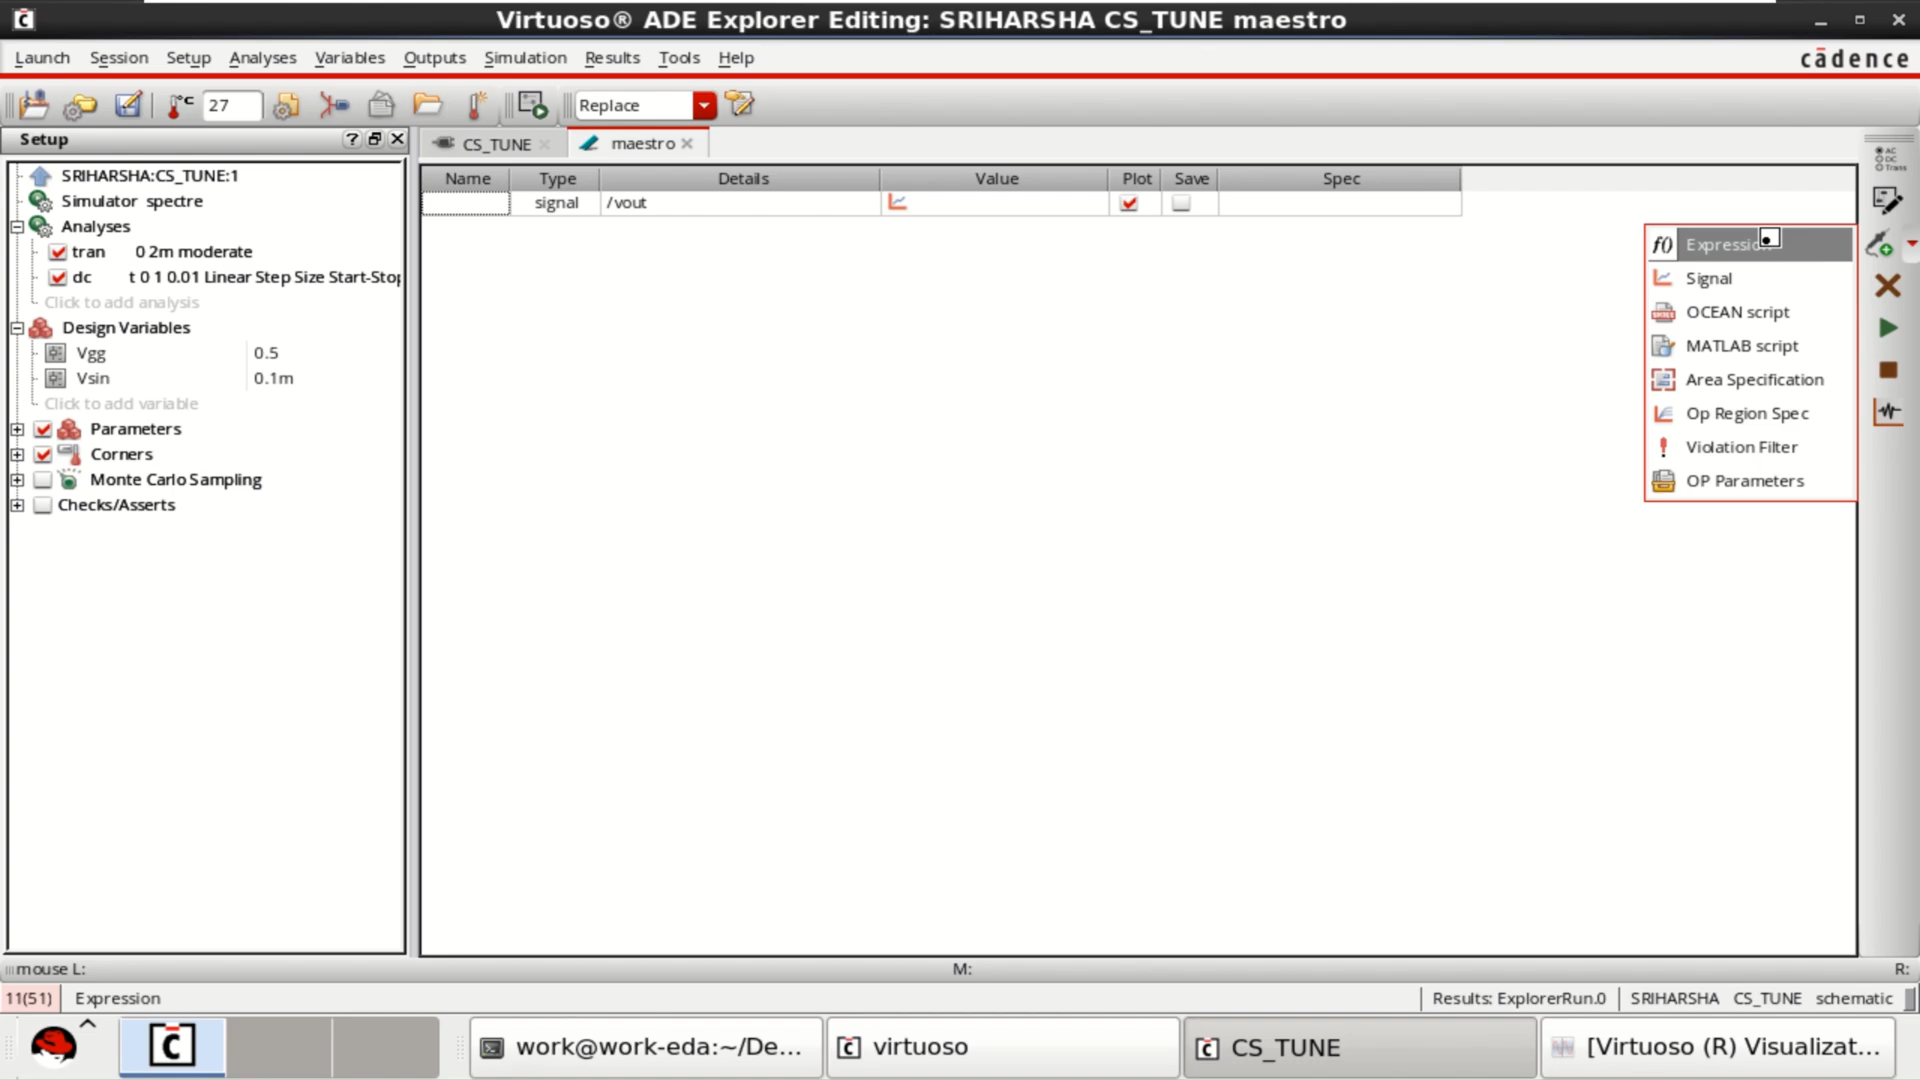 Virtuoso® ADE Explorer Editing: SRIHARSHA CS_TUNE maestro
Launch Session Setup Analyses Variables Outputs Simulation Results Tools Help
cādence
°C 27 Replace
Setup
CS_TUNE maestro
Name Type Details Value Plot Save Spec
signal /vout
SRIHARSHA:CS_TUNE:1
Simulator spectre
Analyses
tran 0 2m moderate
dc t 0 1 0.01 Linear Step Size Start-Stop
Click to add analysis
Design Variables
Vgg 0.5
Vsin 0.1m
Click to add variable
Parameters
Corners
Monte Carlo Sampling
Checks/Asserts
AC
DC
Trans
f() Expression
Signal
OCEAN script
MATLAB script
Area Specification
Op Region Spec
Violation Filter
OP Parameters
mouse L: M: R:
11(51) Expression Results: ExplorerRun.0 SRIHARSHA CS_TUNE schematic
work@work-eda:~/De... virtuoso CS_TUNE [Virtuoso (R) Visualizat...